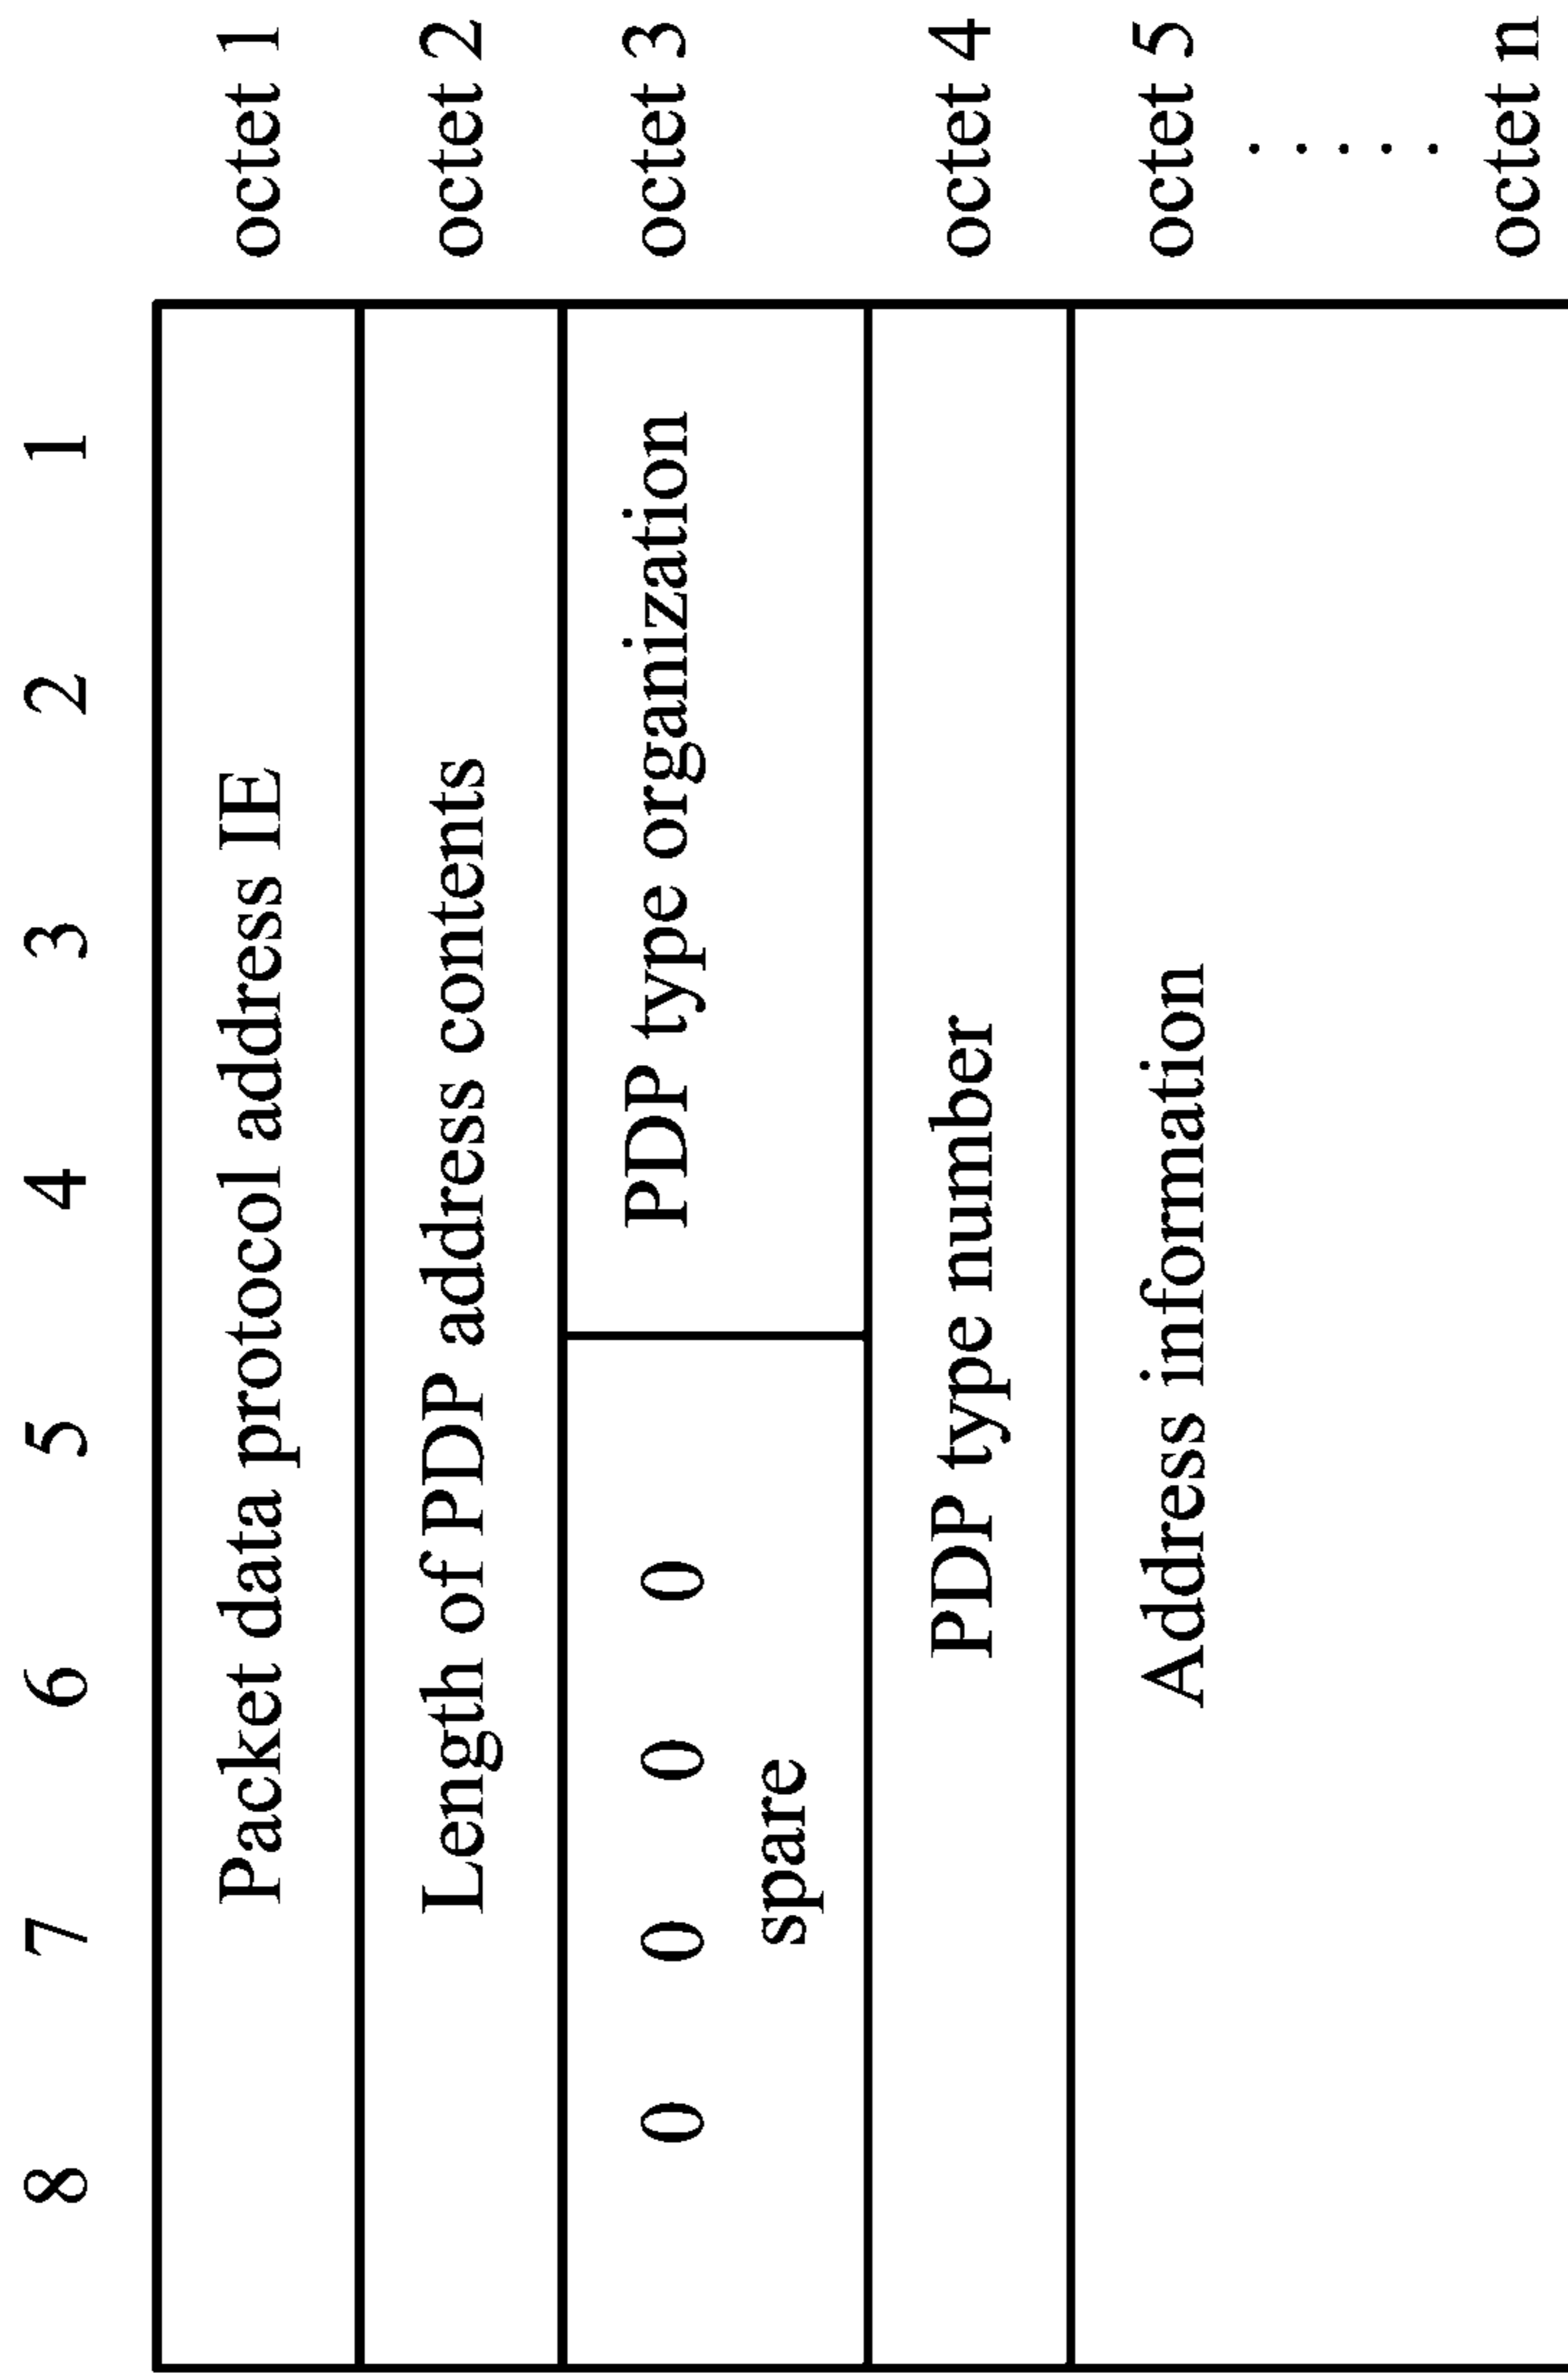 8 7 6 5 4 3 2 1
Packet data protocol address IE octet 1
Length of PDP address contents octet 2
0 0 0 0 PDP type organization octet 3
spare
PDP type number octet 4
Address information octet 5
.....
octet n